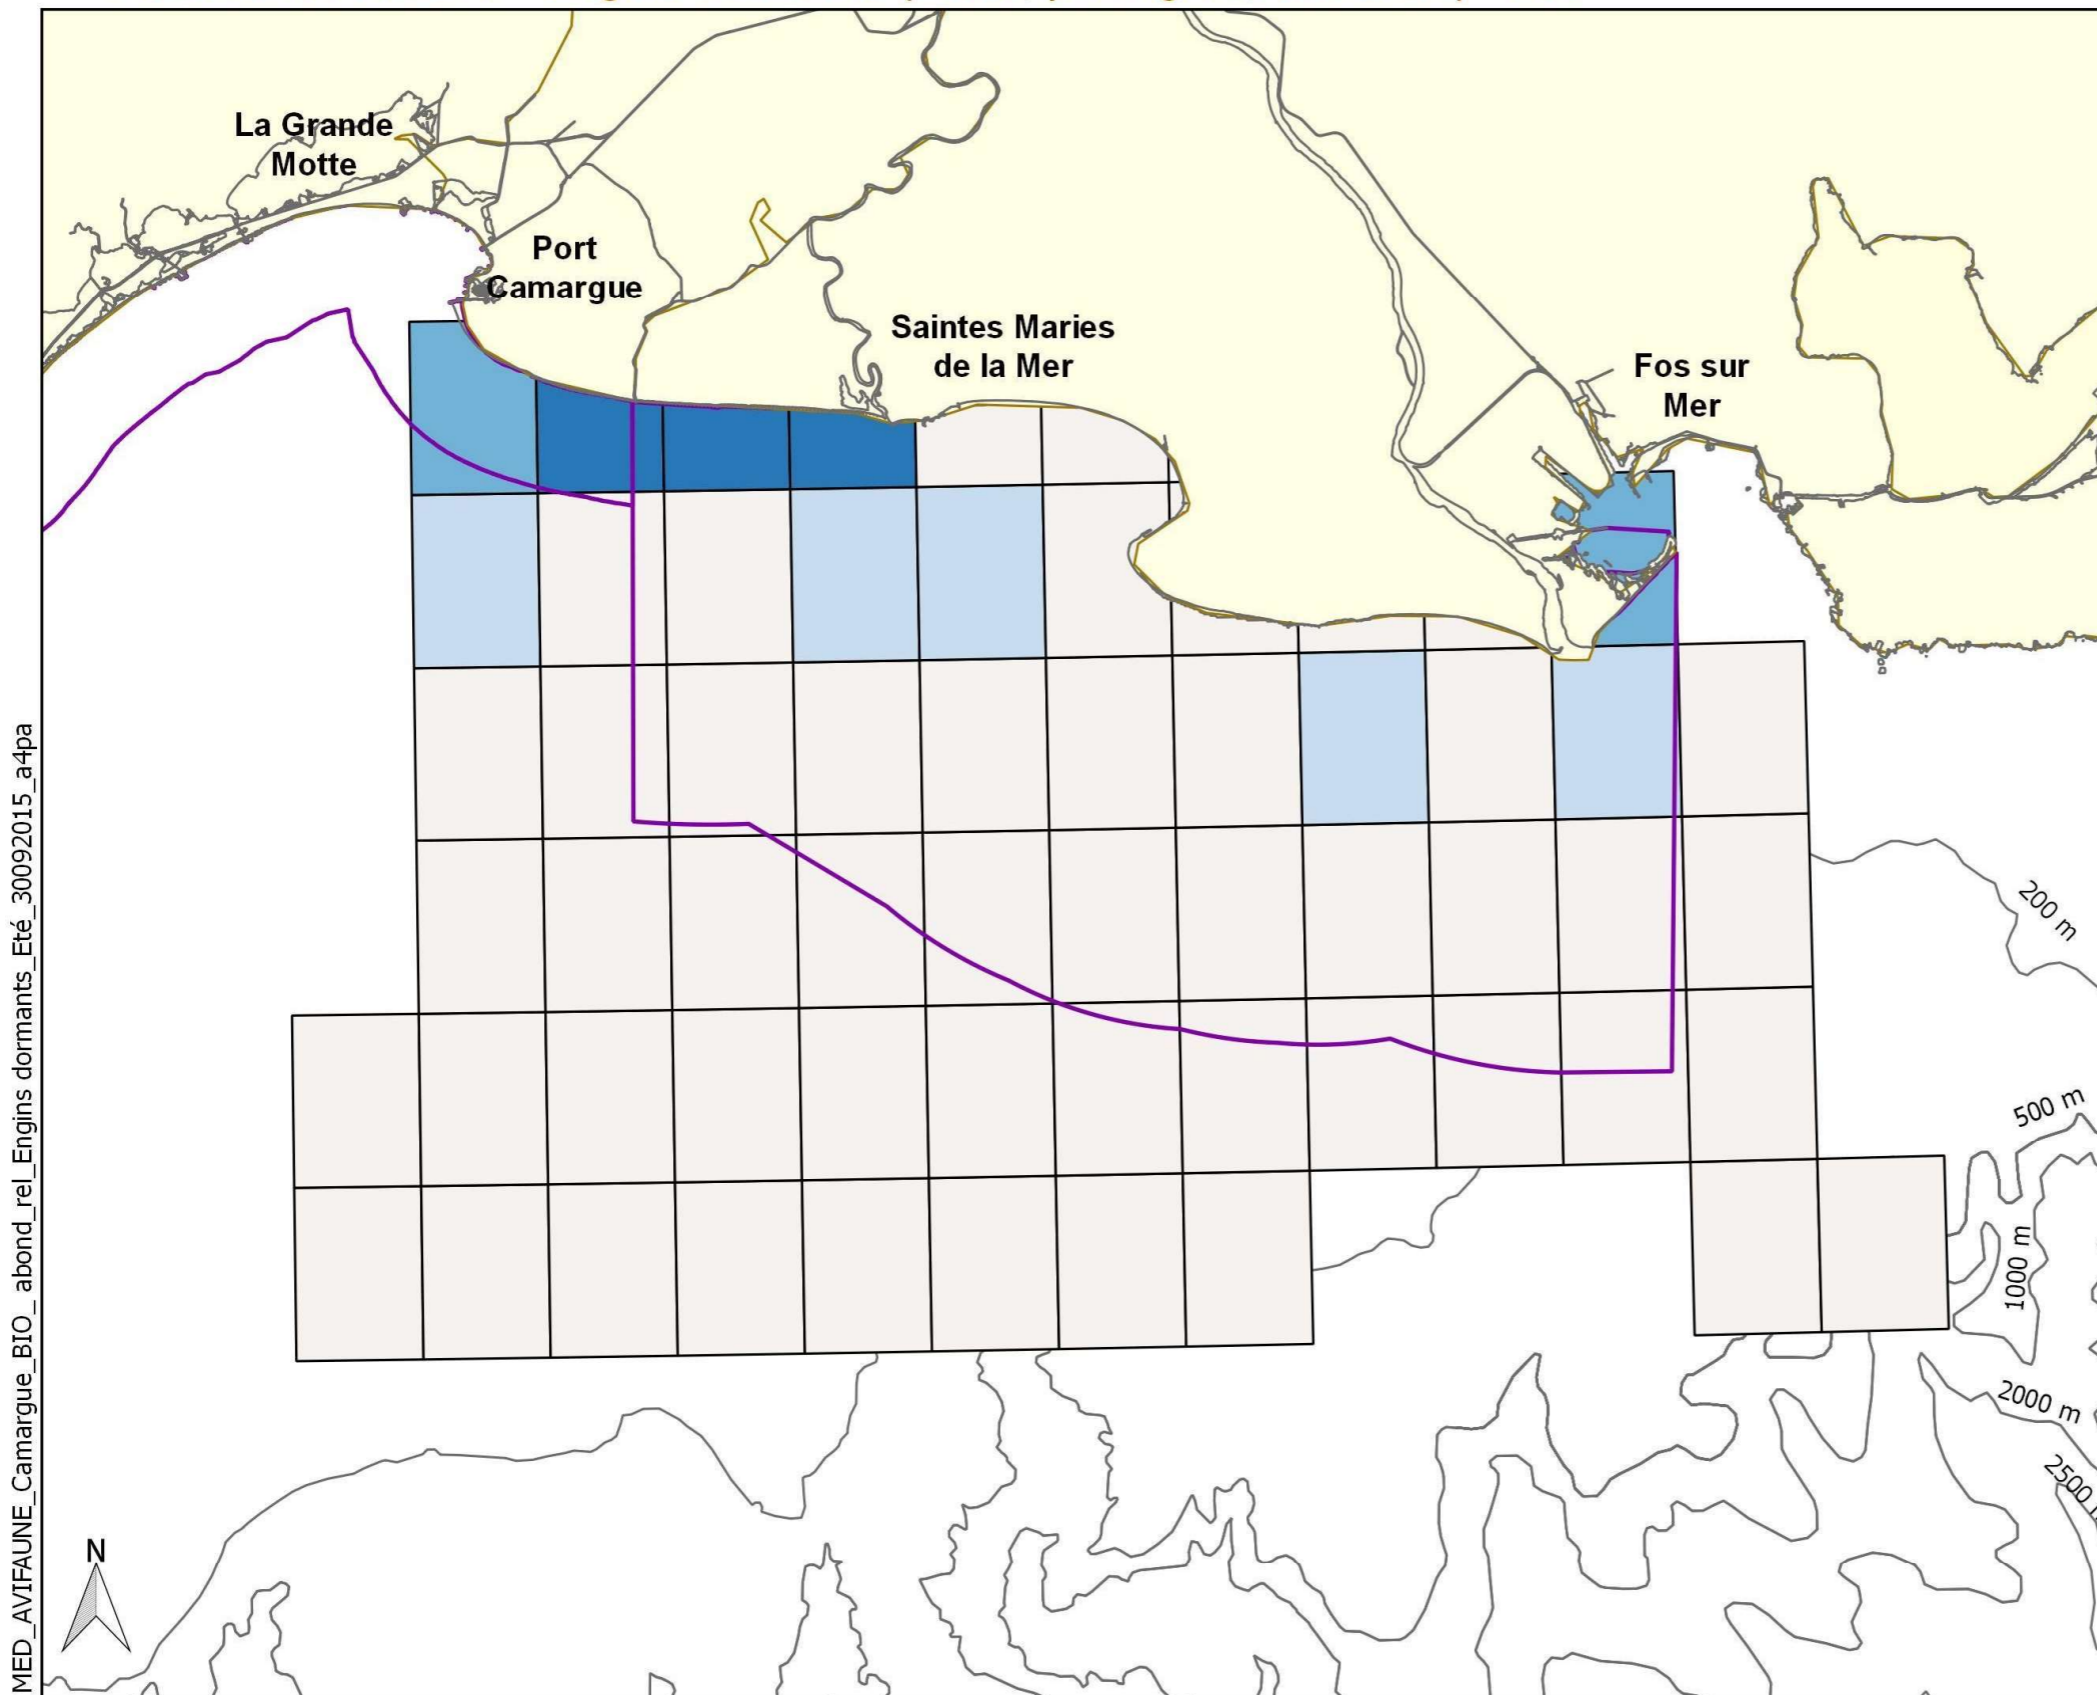 La Grande
Motte
Port
Camargue
Saintes Maries
de la Mer
Fos sur
Mer
200 m
500 m
1000 m
2000 m
2500
N
MED_AVIFAUNE_Camargue_BIO_ abond_rel_Engins dormants_Eté_30092015_a4pa